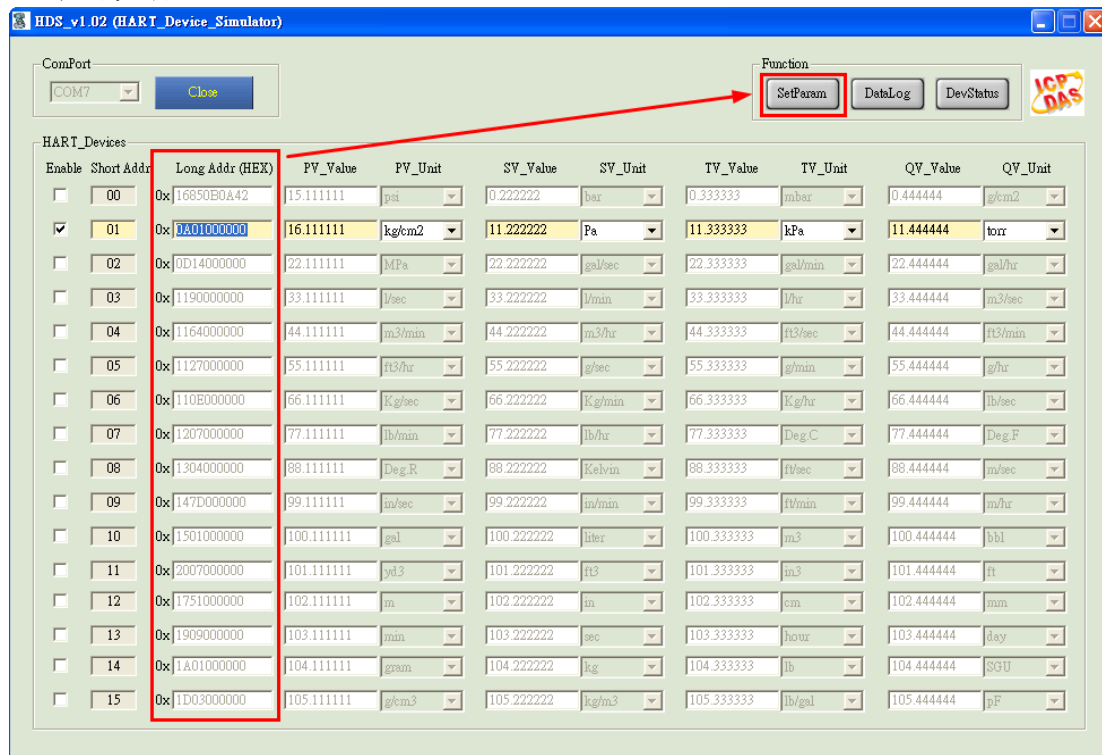 HDS_v1.02 (HART_Device_Simulator)
ComPort
COM7 Close
Function
SetParam DataLog DevStatus
ICP DAS
HART_Devices
Enable Short Addr Long Addr (HEX) PV_Value PV_Unit SV_Value SV_Unit TV_Value TV_Unit QV_Value QV_Unit
00 0x 16850B0A42 15.111111 psi 0.222222 bar 0.333333 mbar 0.444444 g/cm2
01 0x 0A01000000 16.111111 kg/cm2 11.222222 Pa 11.333333 kPa 11.444444 torr
02 0x 0D14000000 22.111111 MPa 22.222222 gal/sec 22.333333 gal/min 22.444444 gal/hr
03 0x 1190000000 33.111111 l/sec 33.222222 l/min 33.333333 l/hr 33.444444 m3/sec
04 0x 1164000000 44.111111 m3/min 44.222222 m3/hr 44.333333 ft3/sec 44.444444 ft3/min
05 0x 1127000000 55.111111 ft3/hr 55.222222 g/sec 55.333333 g/min 55.444444 g/hr
06 0x 110E000000 66.111111 Kg/sec 66.222222 Kg/min 66.333333 Kg/hr 66.444444 lb/sec
07 0x 1207000000 77.111111 lb/min 77.222222 lb/hr 77.333333 Deg.C 77.444444 Deg.F
08 0x 1304000000 88.111111 Deg.R 88.222222 Kelvin 88.333333 ft/sec 88.444444 m/sec
09 0x 147D000000 99.111111 in/sec 99.222222 in/min 99.333333 ft/min 99.444444 m/hr
10 0x 1501000000 100.111111 gal 100.222222 liter 100.333333 m3 100.444444 bbl
11 0x 2007000000 101.111111 yd3 101.222222 ft3 101.333333 in3 101.444444 ft
12 0x 1751000000 102.111111 m 102.222222 in 102.333333 cm 102.444444 mm
13 0x 1909000000 103.111111 min 103.222222 sec 103.333333 hour 103.444444 day
14 0x 1A01000000 104.111111 gram 104.222222 kg 104.333333 lb 104.444444 SGU
15 0x 1D03000000 105.111111 g/cm3 105.222222 kg/m3 105.333333 lb/gal 105.444444 pF